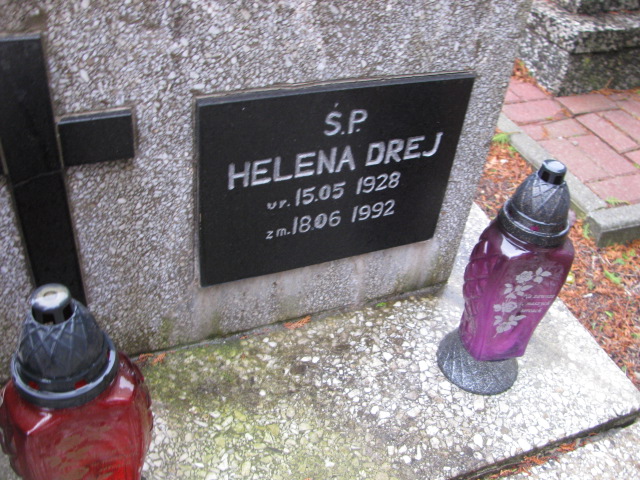 Ś.P.
HELENA DREJ
ur. 15.05 1928
zm. 18.06 1992